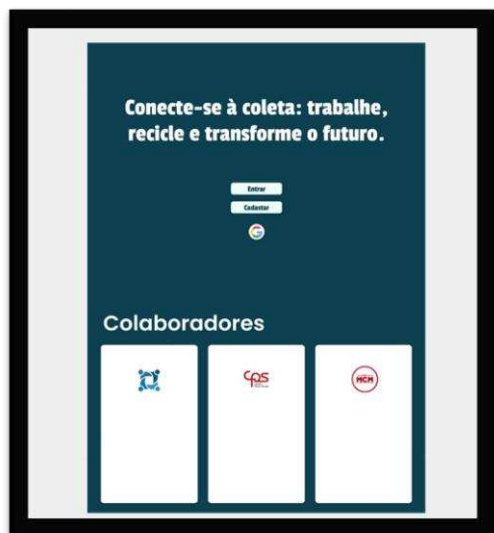 Conecte-se à coleta: trabalhe,
recicle e transforme o futuro.
Entrar
Cadastar
Colaboradores
cps
MCM